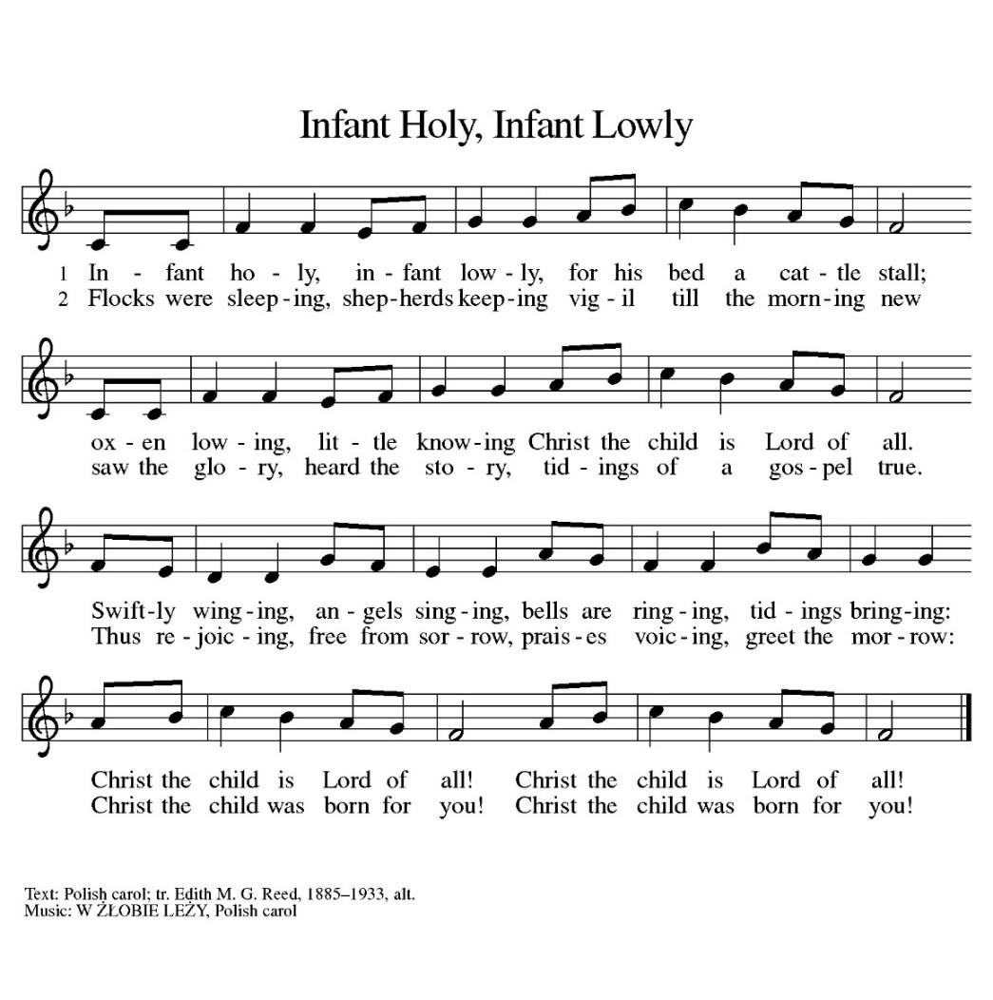 Infant Holy, Infant Lowly
1 In - fant ho - ly, in - fant low - ly, for his bed a cat - tle stall;
2 Flocks were sleep - ing, shep - herds keep - ing vig - il till the morn - ing new
ox - en low - ing, lit - tle know - ing Christ the child is Lord of all.
saw the glo - ry, heard the sto - ry, tid - ings of a gos - pel true.
Swift - ly wing - ing, an - gels sing - ing, bells are ring - ing, tid - ings bring - ing:
Thus re - joic - ing, free from sor - row, prais - es voic - ing, greet the mor - row:
Christ the child is Lord of all! Christ the child is Lord of all!
Christ the child was born for you! Christ the child was born for you!
Text: Polish carol; tr. Edith M. G. Reed, 1885–1933, alt.
Music: W ŻŁOBIE LEŻY, Polish carol